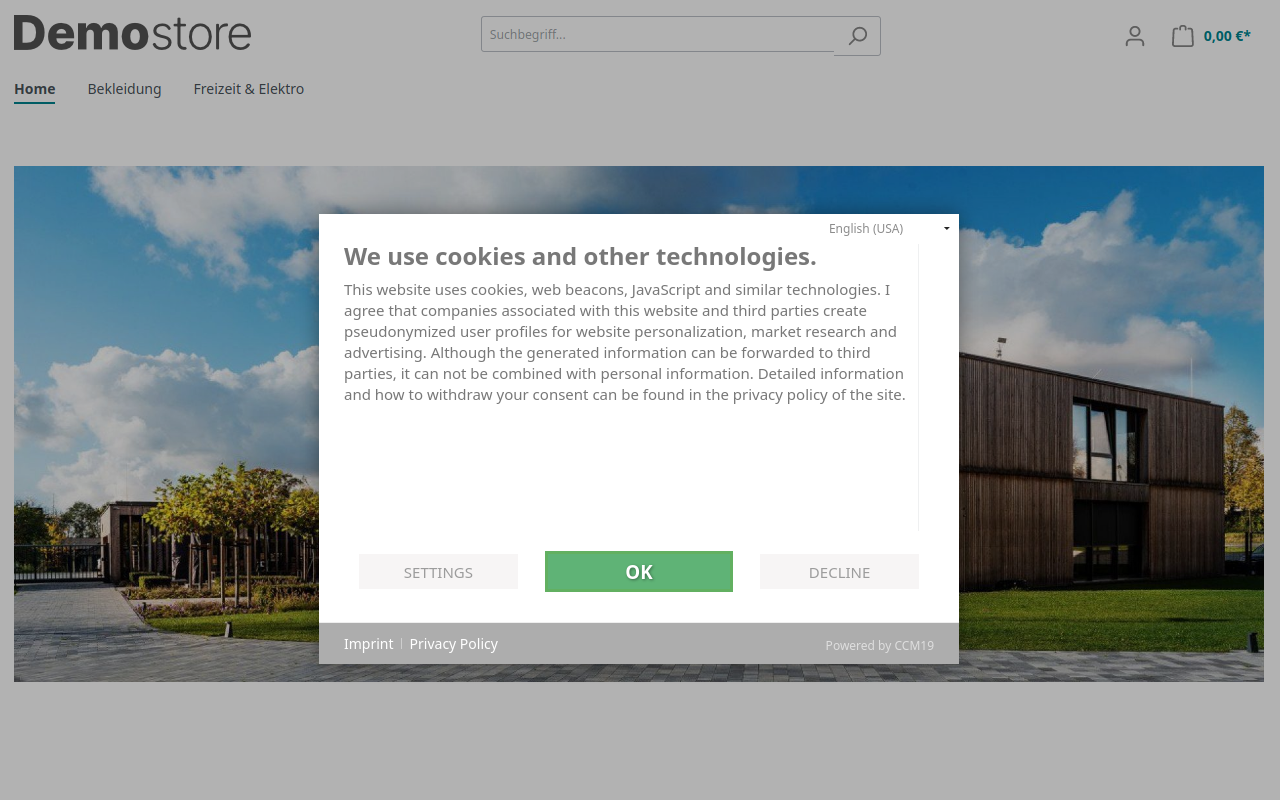 Demostore
Suchbegriff...
0,00 €*
Home
Bekleidung
Freizeit & Elektro
English (USA)
We use cookies and other technologies.
This website uses cookies, web beacons, JavaScript and similar technologies. I
agree that companies associated with this website and third parties create
pseudonymized user profiles for website personalization, market research and
advertising. Although the generated information can be forwarded to third
parties, it can not be combined with personal information. Detailed information
and how to withdraw your consent can be found in the privacy policy of the site.
SETTINGS
OK
DECLINE
Imprint
Privacy Policy
Powered by CCM19